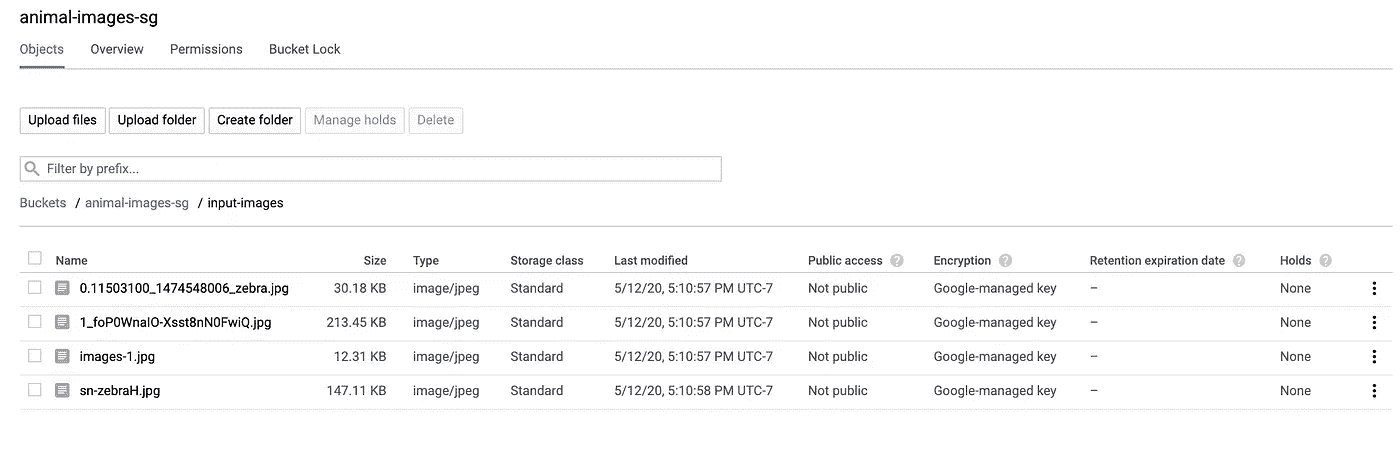 animal-images-sg
Objects Overview Permissions Bucket Lock
Upload files Upload folder Create folder Manage holds Delete
Filter by prefix...
Buckets / animal-images-sg / input-images
Name Size Type Storage class Last modified Public access ? Encryption ? Retention expiration date ? Holds ?
0.11503100_1474548006_zebra.jpg 30.18 KB image/jpeg Standard 5/12/20, 5:10:57 PM UTC-7 Not public Google-managed key – None
1_foP0WnaIO-Xsst8nN0FwiQ.jpg 213.45 KB image/jpeg Standard 5/12/20, 5:10:57 PM UTC-7 Not public Google-managed key – None
images-1.jpg 12.31 KB image/jpeg Standard 5/12/20, 5:10:57 PM UTC-7 Not public Google-managed key – None
sn-zebraH.jpg 147.11 KB image/jpeg Standard 5/12/20, 5:10:58 PM UTC-7 Not public Google-managed key – None